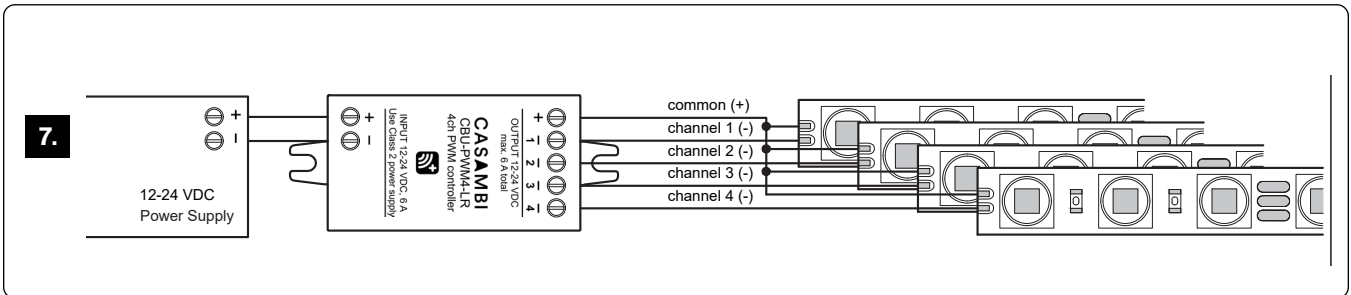 7.
12-24 VDC
Power Supply
+
−
+
−
INPUT 12-24 VDC, 6 A
Use Class 2 power supply
CASAMBI
CBU-PWM4-LR
4ch PWM controller
OUTPUT 12-24 VDC
max. 6 A total
+
1 −
2 −
3 −
4 −
common (+)
channel 1 (-)
channel 2 (-)
channel 3 (-)
channel 4 (-)